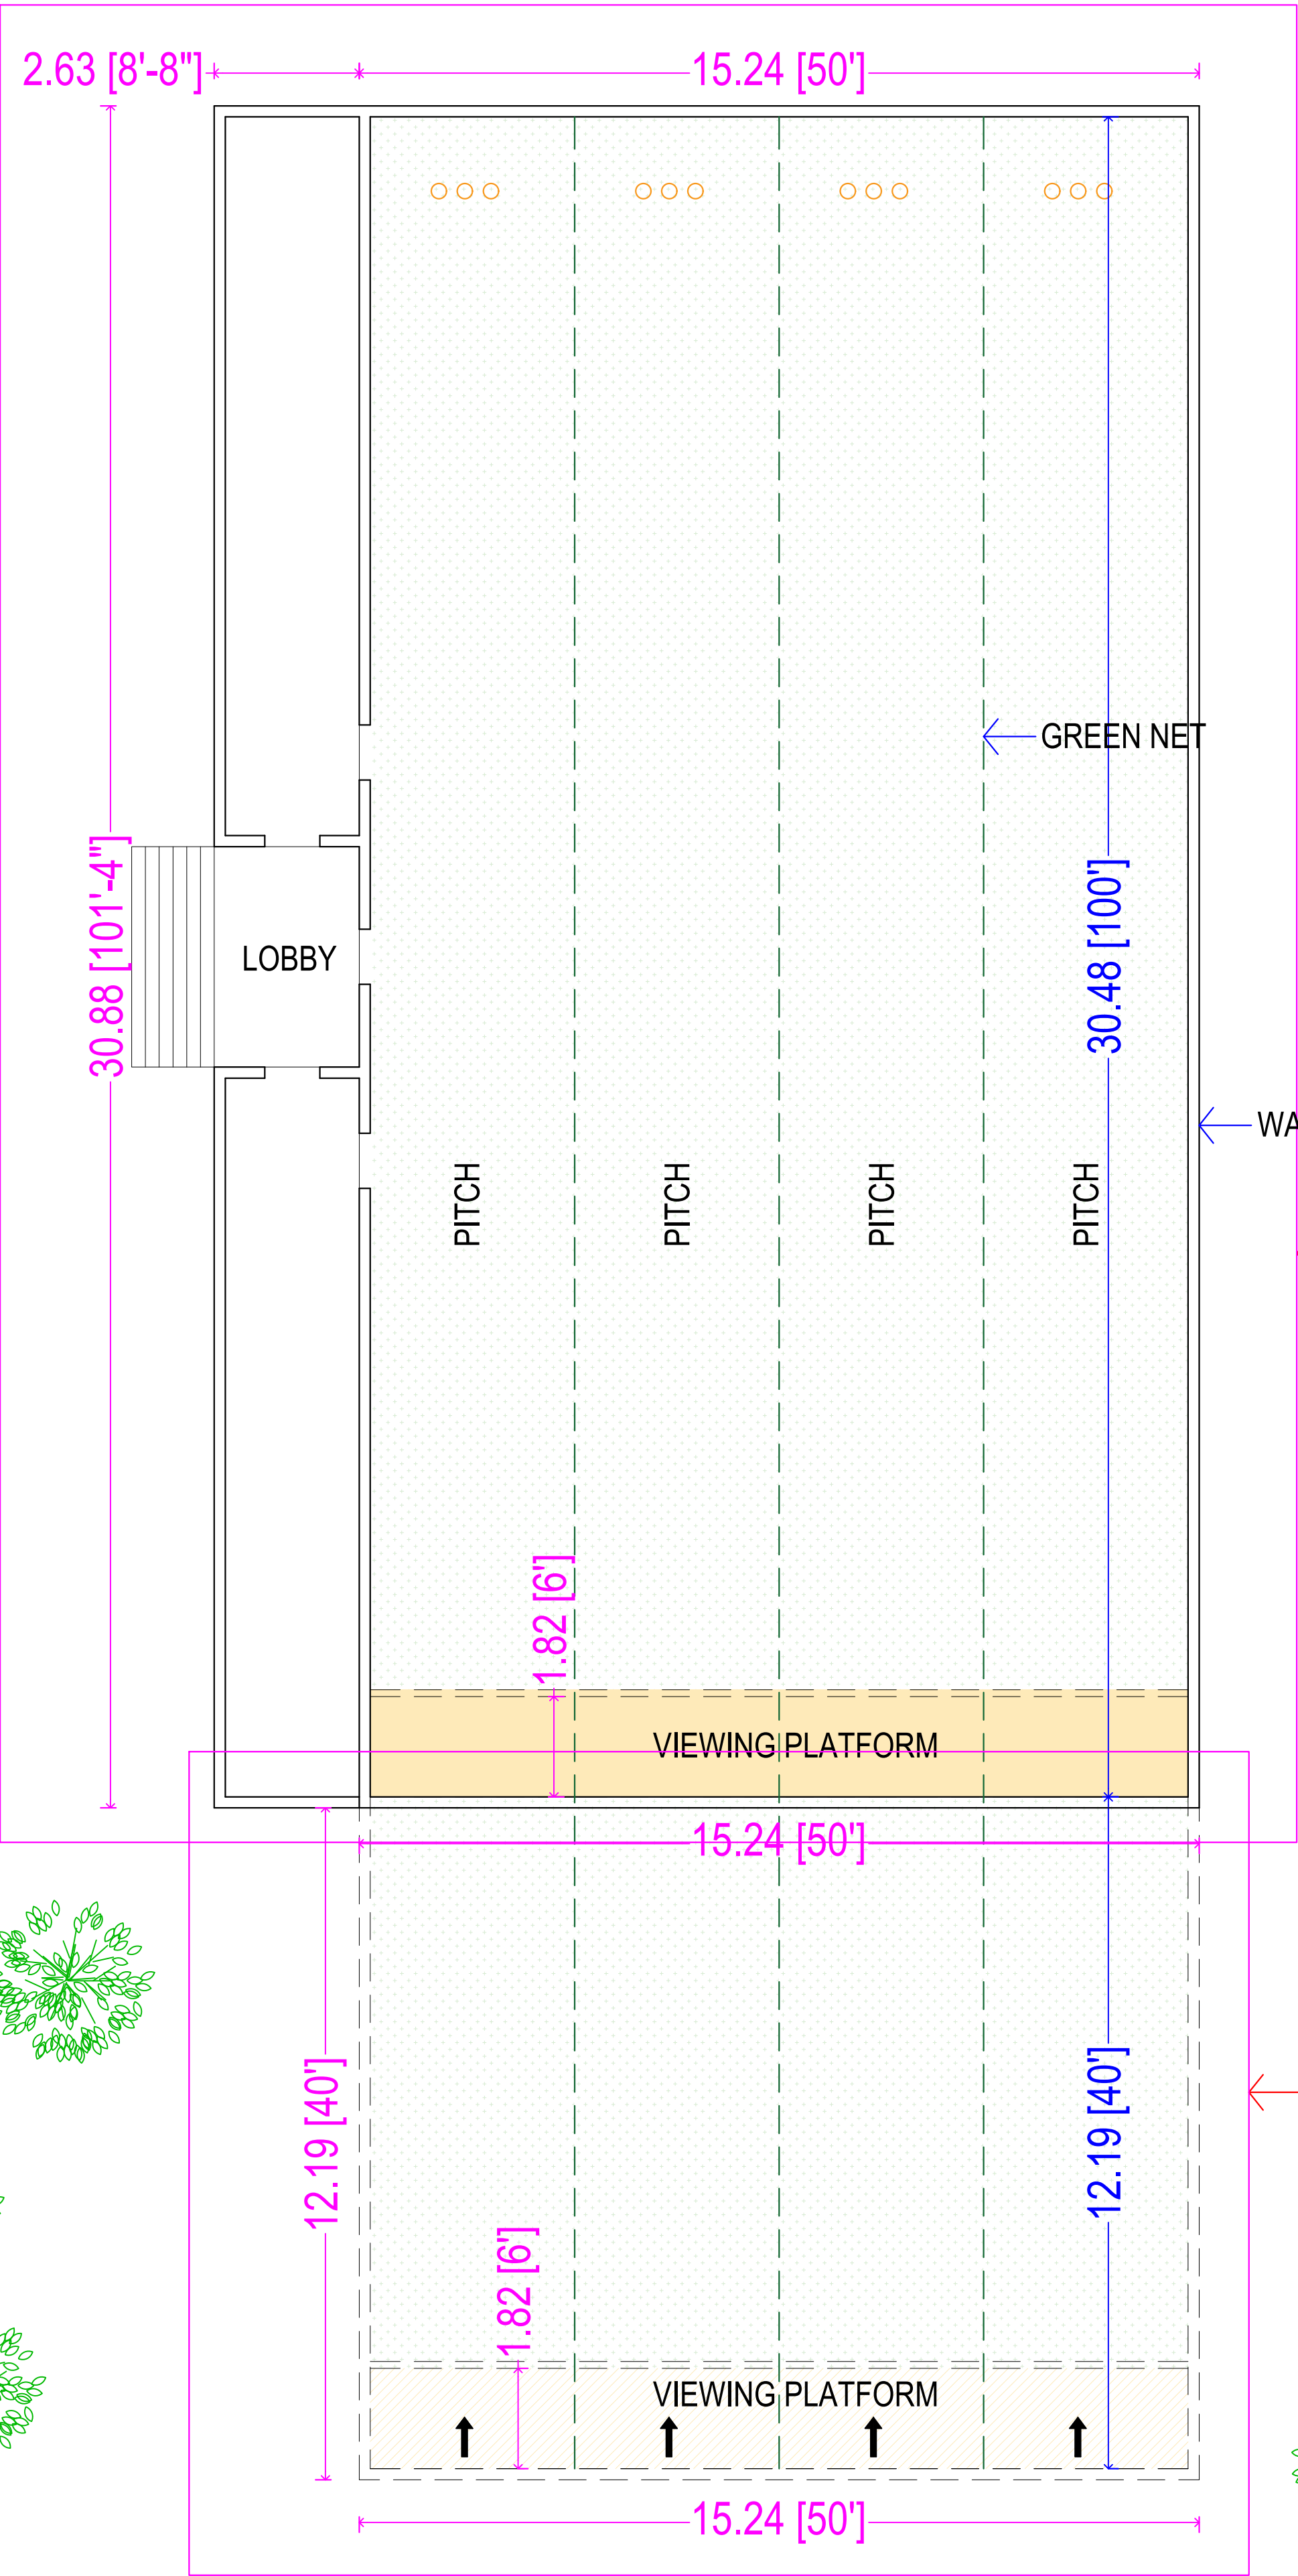 2.63 [8'-8"]
15.24 [50']
GREEN NET
30.88 [101'-4"]
30.48 [100']
LOBBY
PITCH
PITCH
PITCH
PITCH
1.82 [6']
VIEWING PLATFORM
15.24 [50']
12.19 [40']
12.19 [40']
1.82 [6']
VIEWING PLATFORM
15.24 [50']